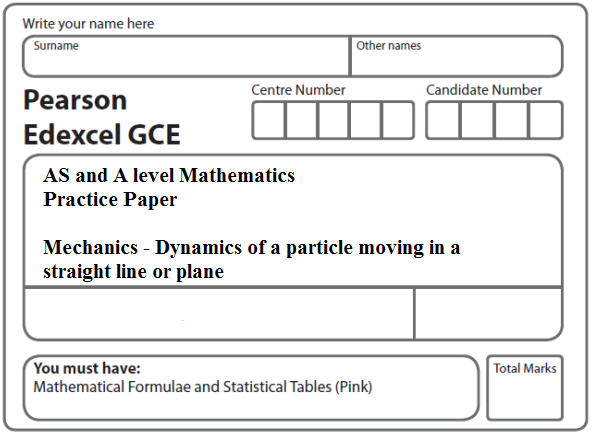 Write your name here
Surname
Other names
Pearson
Edexcel GCE
Centre Number
Candidate Number
AS and A level Mathematics
Practice Paper
Mechanics - Dynamics of a particle moving in a
straight line or plane
You must have:
Mathematical Formulae and Statistical Tables (Pink)
Total Marks